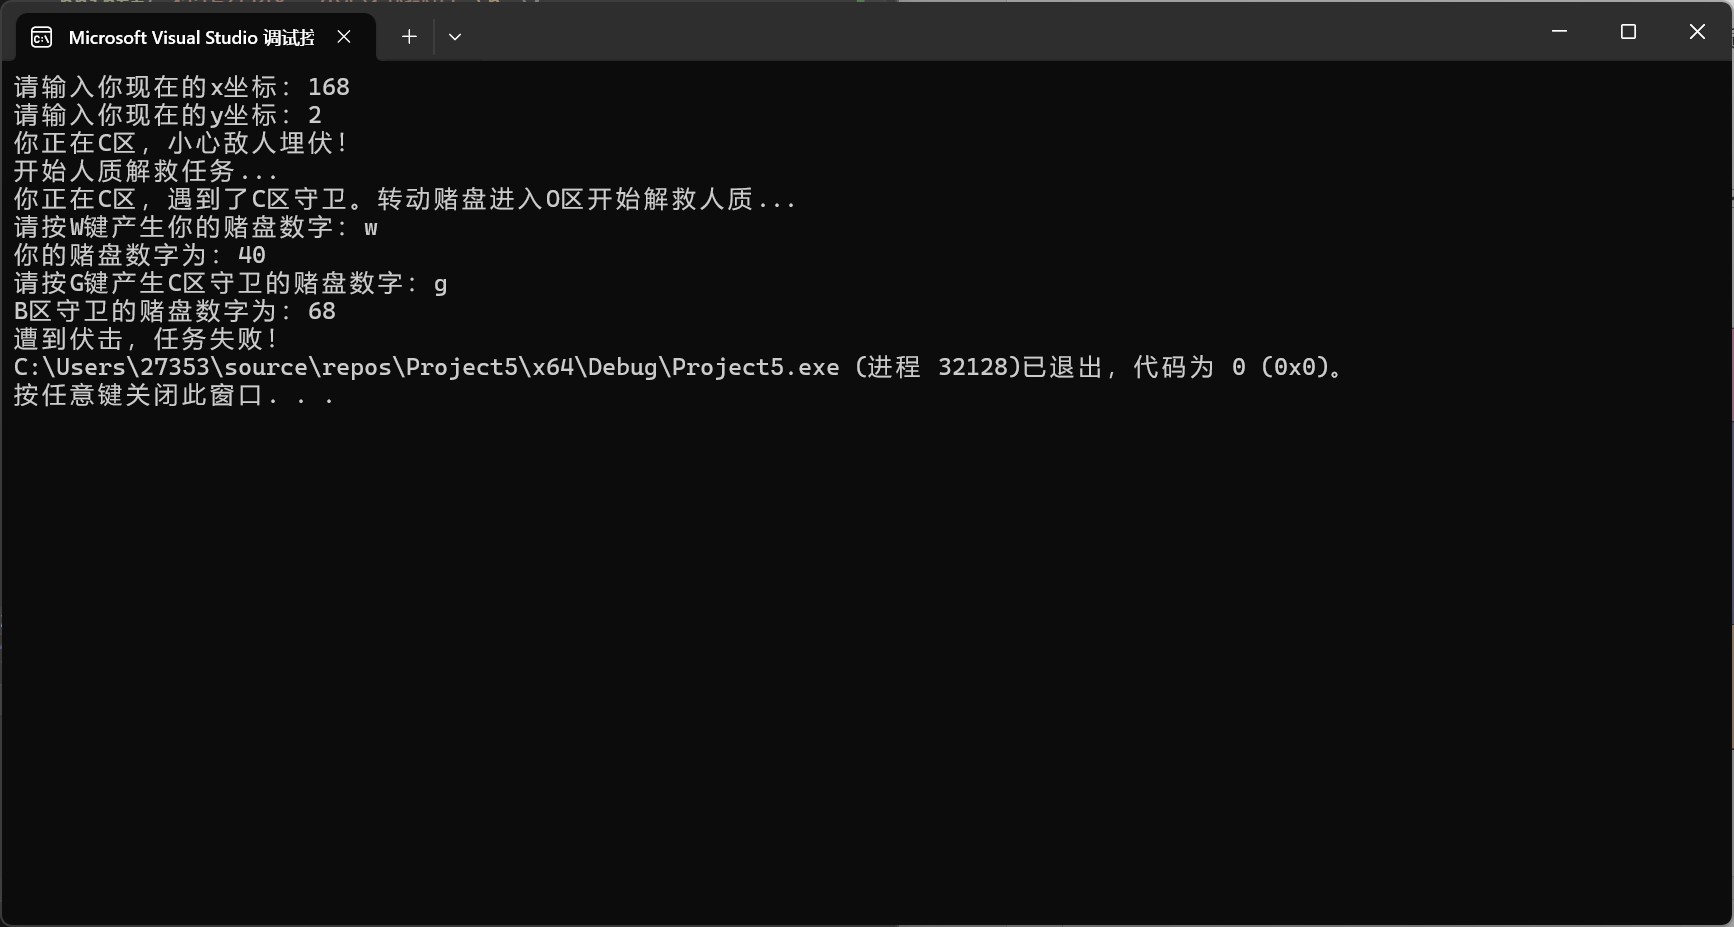 Microsoft Visual Studio 调试控
请输入你现在的x坐标：168
请输入你现在的y坐标：2
你正在C区，小心敌人埋伏！
开始人质解救任务...
你正在C区，遇到了C区守卫。转动赌盘进入O区开始解救人质...
请按W键产生你的赌盘数字：w
你的赌盘数字为：40
请按G键产生C区守卫的赌盘数字：g
B区守卫的赌盘数字为：68
遭到伏击，任务失败！
C:\Users\27353\source\repos\Project5\x64\Debug\Project5.exe (进程 32128)已退出，代码为 0 (0x0)。
按任意键关闭此窗口. . .